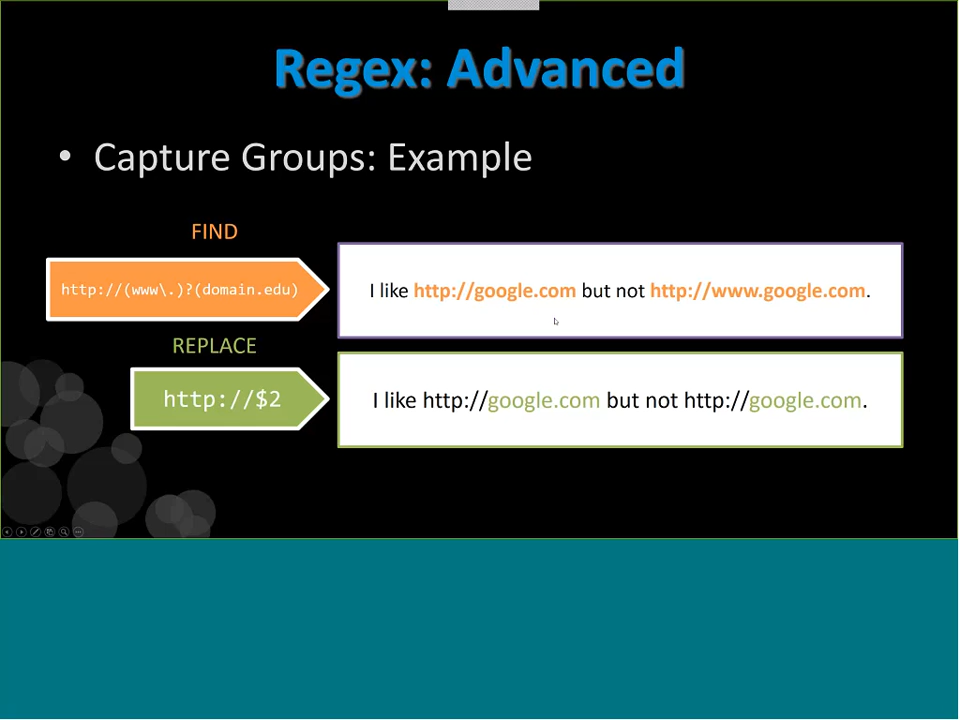 Regex: Advanced
• Capture Groups: Example
FIND
http://(www\.)?(domain.edu)
I like http://google.com but not http://www.google.com.
REPLACE
http://$2
I like http://google.com but not http://google.com.